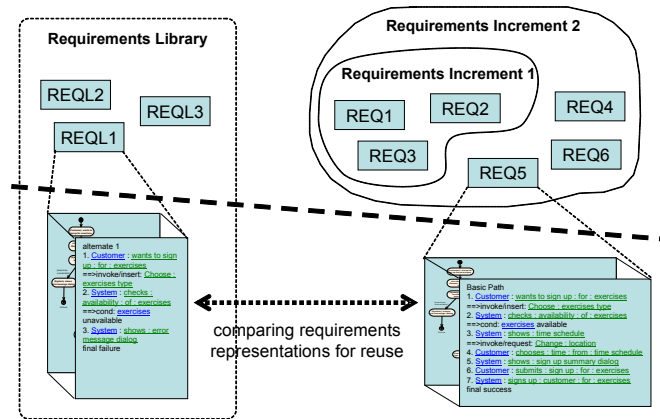 Requirements Library
REQL2
REQL3
REQL1
Requirements Increment 2
Requirements Increment 1
REQ1
REQ2
REQ3
REQ4
REQ6
REQ5
alternate 1
1. Customer : wants to sign
up : for : exercises
==>invoke/insert: Choose :
exercises type
2. System : checks :
availability : of : exercises
==>cond: exercises
unavailable
3. System : shows : error
message dialog
final failure
comparing requirements
representations for reuse
Basic Path
1. Customer : wants to sign up : for : exercises
==>invoke/insert: Choose : exercises type
2. System : checks : availability : of : exercises
==>cond: exercises available
3. System : shows : time schedule
==>invoke/request: Change : location
4. Customer : chooses : time : from : time schedule
5. System : shows : sign up summary dialog
6. Customer : submits : sign up : for : exercises
7. System : signs up : customer : for : exercises
final success